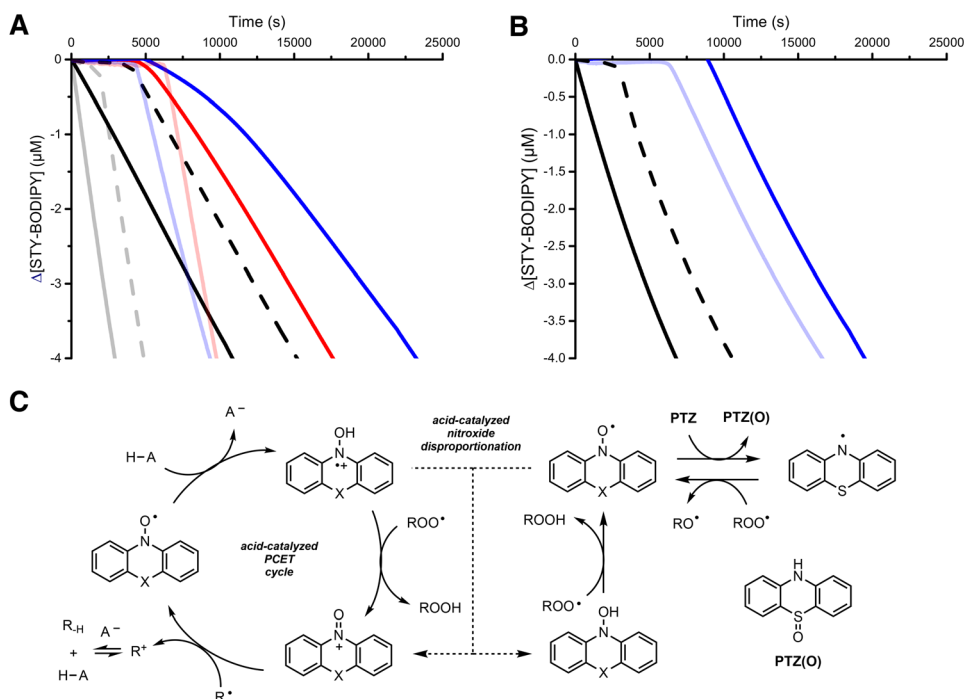 A
Time (s)
0 5000 10000 15000 20000 25000
0
-1
-2
-3
-4
Δ[STY-BODIPY] (µM)
B
Time (s)
0 5000 10000 15000 20000 25000
0.0
-0.5
-1.0
-1.5
-2.0
-2.5
-3.0
-3.5
-4.0
Δ[STY-BODIPY] (µM)
C
A⁻
H-A
OH
N
•+
X
acid-catalyzed
nitroxide
disproportionation
O•
N
X
PTZ
PTZ(O)
•
N
S
RO•
ROO•
O•
N
X
acid-catalyzed
PCET
cycle
ROO•
ROOH
ROOH
ROO•
H
N
S
O
PTZ(O)
R-H
+
H-A
A⁻
R⁺
R•
O
N
+
X
OH
N
X